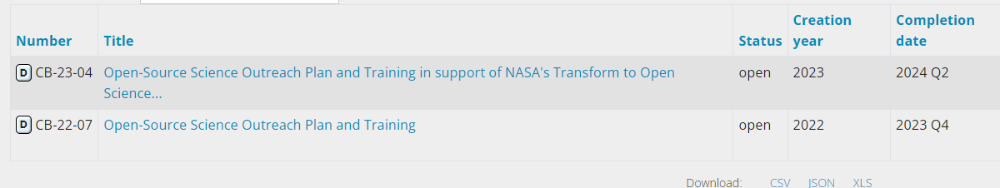 Number Title Status Creation year Completion date
D CB-23-04 Open-Source Science Outreach Plan and Training in support of NASA's Transform to Open Science... open 2023 2024 Q2
D CB-22-07 Open-Source Science Outreach Plan and Training open 2022 2023 Q4
Download: CSV JSON XLS